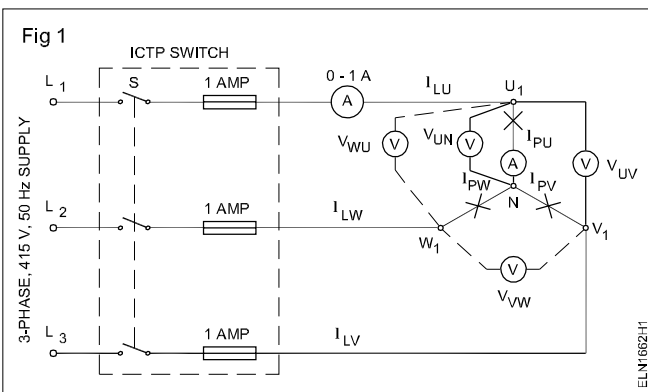 Fig 1
ICTP SWITCH
L1
S
1 AMP
0 - 1 A
A
ILU
U1
VWU
V
VUN
V
IPU
A
V
VUV
IPW
IPV
N
L2
1 AMP
ILW
W1
V1
V
VVW
L3
1 AMP
ILV
3-PHASE, 415 V, 50 Hz SUPPLY
ELN1662H1